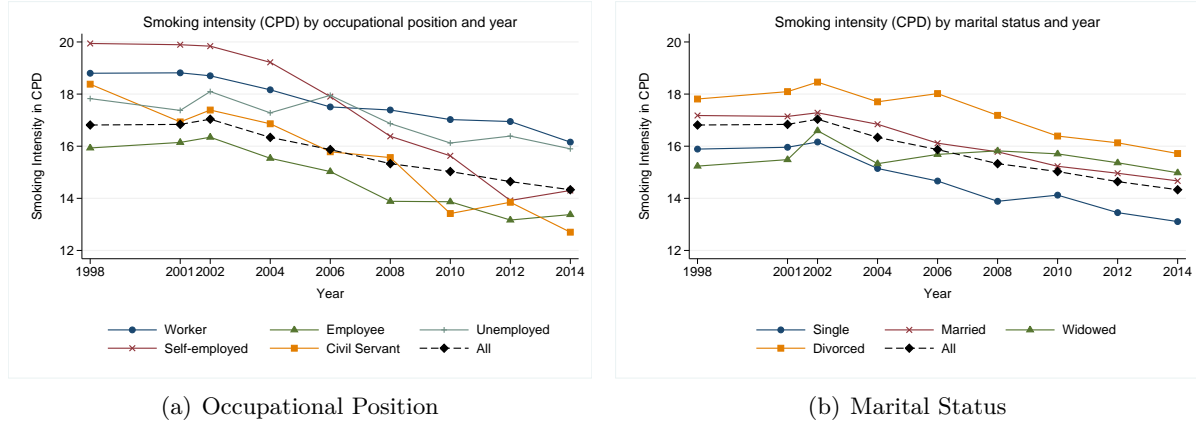 Smoking intensity (CPD) by occupational position and year
20
18
16
14
12
Smoking Intensity in CPD
1998 2001 2002 2004 2006 2008 2010 2012 2014
Year
Worker Employee Unemployed
Self-employed Civil Servant All
(a) Occupational Position
Smoking intensity (CPD) by marital status and year
20
18
16
14
12
Smoking Intensity in CPD
1998 2001 2002 2004 2006 2008 2010 2012 2014
Year
Single Married Widowed
Divorced All
(b) Marital Status